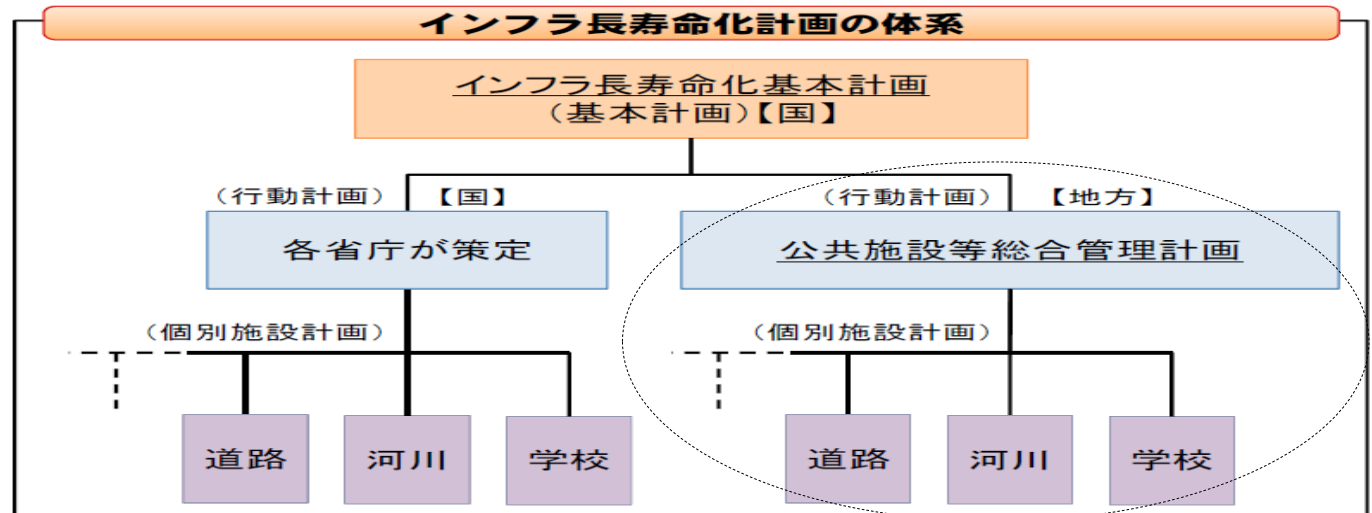 インフラ長寿命化計画の体系
インフラ長寿命化基本計画
(基本計画)【国】
(行動計画) 【国】
(行動計画) 【地方】
各省庁が策定
公共施設等総合管理計画
(個別施設計画)
(個別施設計画)
道路 河川 学校
道路 河川 学校